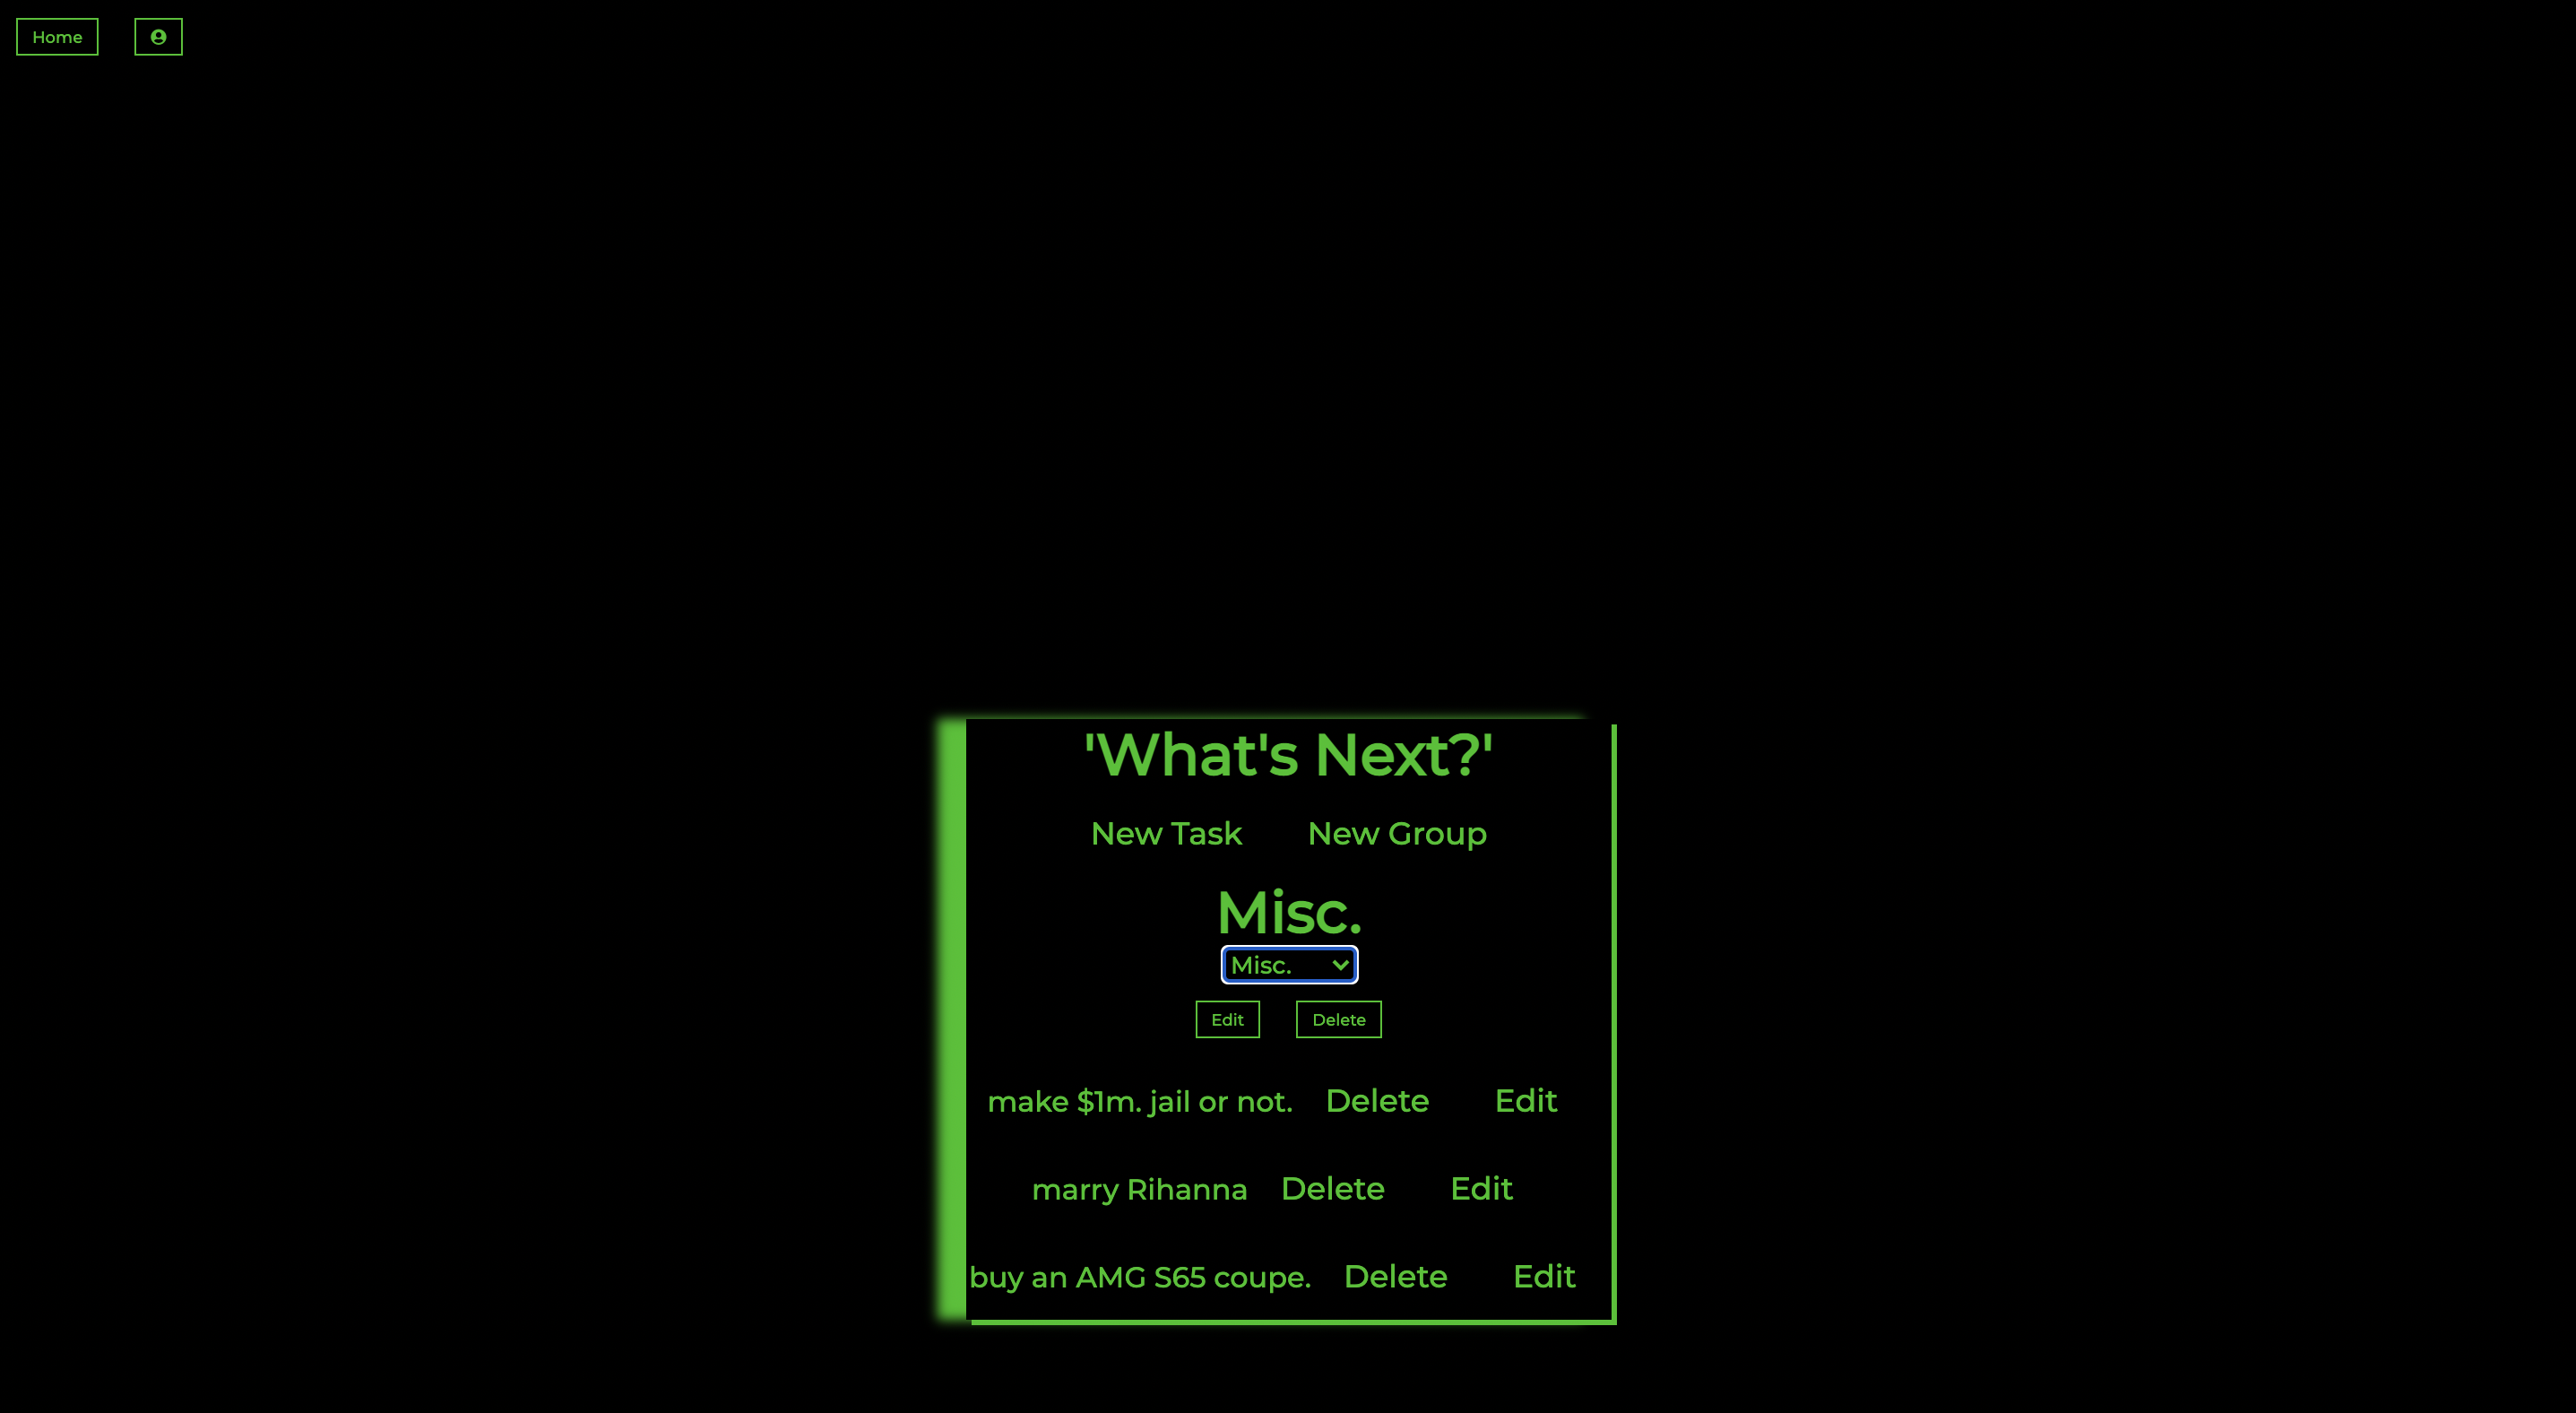 Home
'What's Next?'
New Task New Group
Misc.
Misc.
Edit Delete
make $1m. jail or not. Delete Edit
marry Rihanna Delete Edit
buy an AMG S65 coupe. Delete Edit